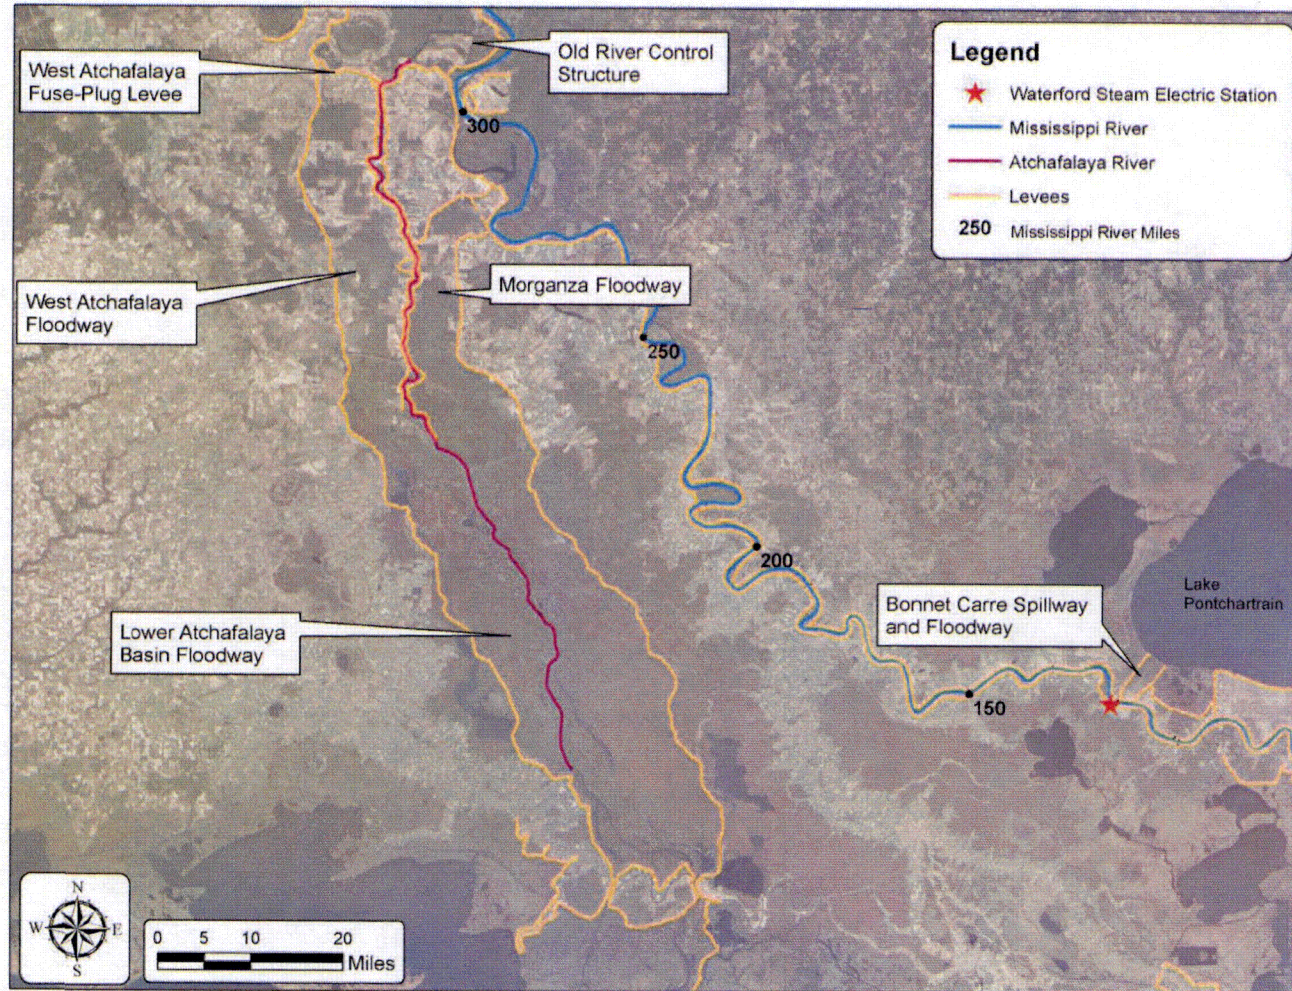 West Atchafalaya
Fuse-Plug Levee
Old River Control
Structure
Legend
Waterford Steam Electric Station
Mississippi River
Atchafalaya River
Levees
250 Mississippi River Miles
300
West Atchafalaya
Floodway
Morganza Floodway
250
200
Lower Atchafalaya
Basin Floodway
Bonnet Carre Spillway
and Floodway
Lake
Pontchartrain
150
N
W E
S
0 5 10 20
Miles